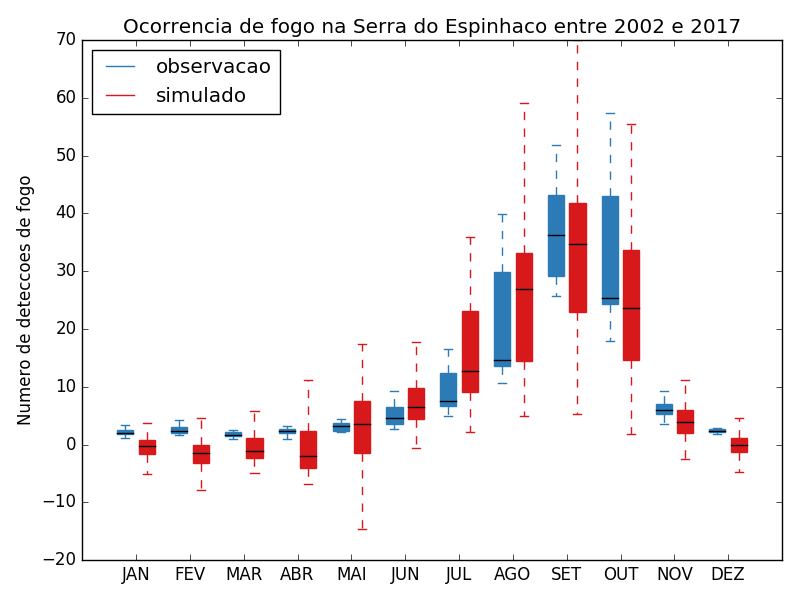 Ocorrencia de fogo na Serra do Espinhaco entre 2002 e 2017
observacao
simulado
Numero de deteccoes de fogo
70
60
50
40
30
20
10
0
−10
−20
JAN FEV MAR ABR MAI JUN JUL AGO SET OUT NOV DEZ